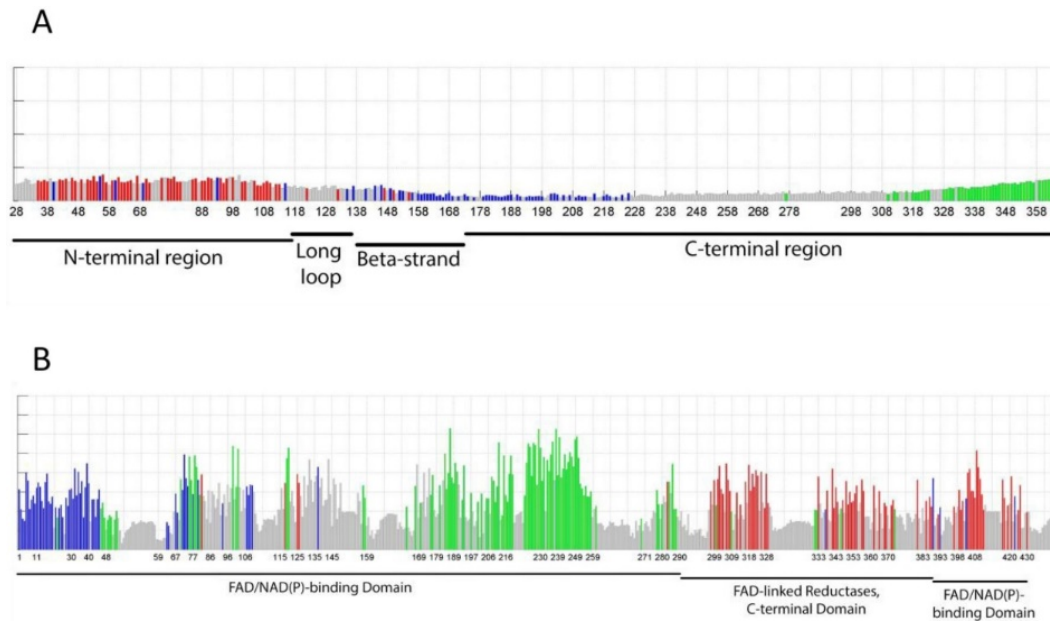 A
28 38 48 58 68 88 98 108 118 128 138 148 158 168 178 188 198 208 218 228 238 248 258 268 278 298 308 318 328 338 348 358
N-terminal region
Long
loop
Beta-strand
C-terminal region
B
1 11 30 40 48 59 67 77 86 96 106 115 125 135 145 159 169 179 189 197 206 216 230 239 249 259 271 280 290 299 309 318 328 333 343 353 360 370 383 393 398 408 420 430
FAD/NAD(P)-binding Domain
FAD-linked Reductases,
C-terminal Domain
FAD/NAD(P)-
binding Domain